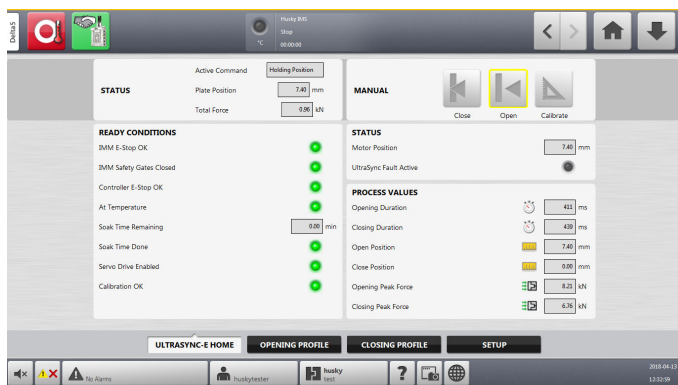 Delta5
Husky IMS
Stop
°C 00:00:00
STATUS
Active Command Holding Position
Plate Position 7.40 mm
Total Force 0.96 kN
MANUAL
Close Open Calibrate
READY CONDITIONS
IMM E-Stop OK
IMM Safety Gates Closed
Controller E-Stop OK
At Temperature
Soak Time Remaining 0.00 min
Soak Time Done
Servo Drive Enabled
Calibration OK
STATUS
Motor Position 7.40 mm
UltraSync Fault Active
PROCESS VALUES
Opening Duration 411 ms
Closing Duration 439 ms
Open Position 7.40 mm
Close Position 0.00 mm
Opening Peak Force 8.21 kN
Closing Peak Force 6.76 kN
ULTRASYNC-E HOME OPENING PROFILE CLOSING PROFILE SETUP
No Alarms
huskytester
husky
test
?
2018-04-13
12:32:59